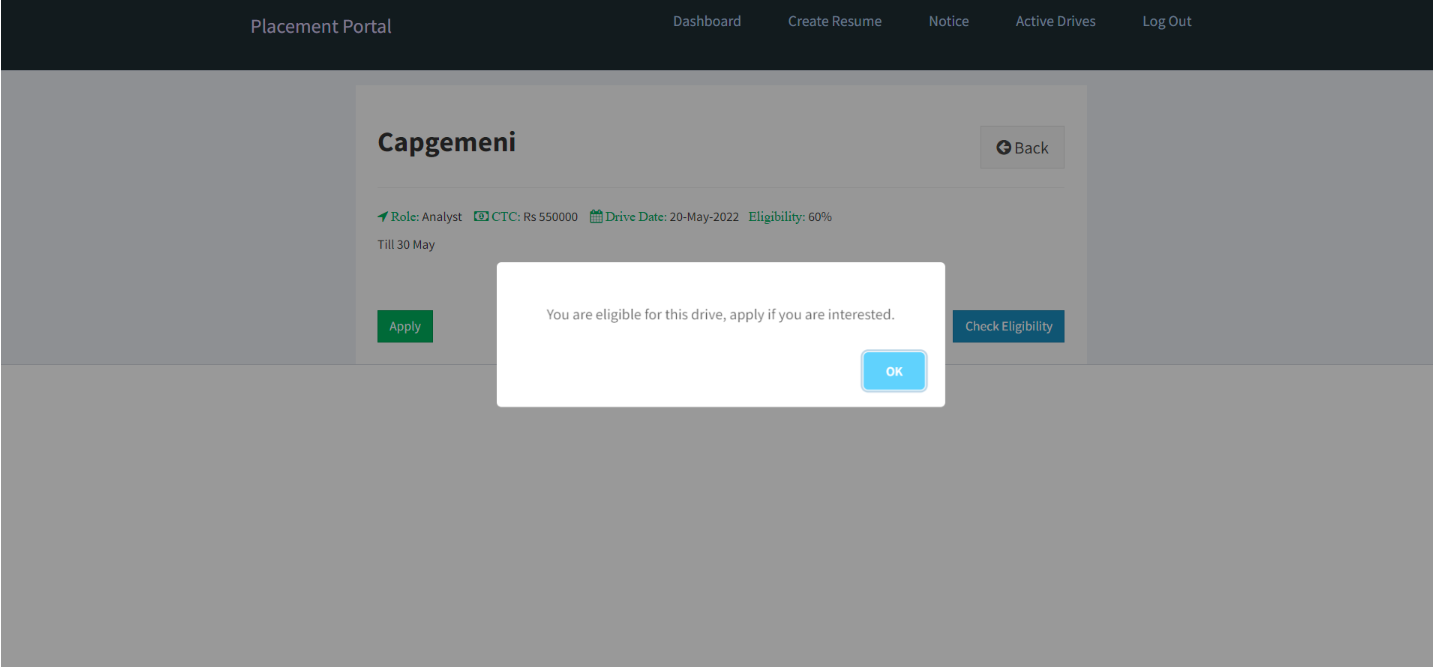 Placement Portal Dashboard Create Resume Notice Active Drives Log Out
Capgemeni
Back
Role: Analyst CTC: Rs 550000 Drive Date: 20-May-2022 Eligibility: 60%
Till 30 May
You are eligible for this drive, apply if you are interested.
Apply Check Eligibility
OK